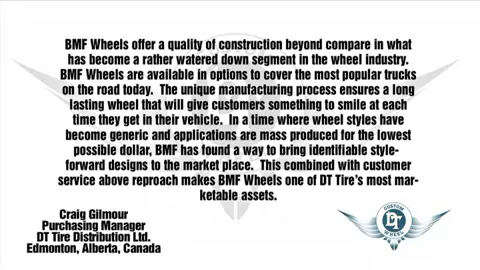 BMF Wheels offer a quality of construction beyond compare in what
has become a rather watered down segment in the wheel industry.
BMF Wheels are available in options to cover the most popular trucks
on the road today. The unique manufacturing process ensures a long
lasting wheel that will give customers something to smile at each
time they get in their vehicle. In a time where wheel styles have
become generic and applications are mass produced for the lowest
possible dollar, BMF has found a way to bring identifiable style-
forward designs to the market place. This combined with customer
service above reproach makes BMF Wheels one of DT Tire's most mar-
ketable assets.
Craig Gilmour
Purchasing Manager
DT Tire Distribution Ltd.
Edmonton, Alberta, Canada
CUSTOM
DT
WHEEL